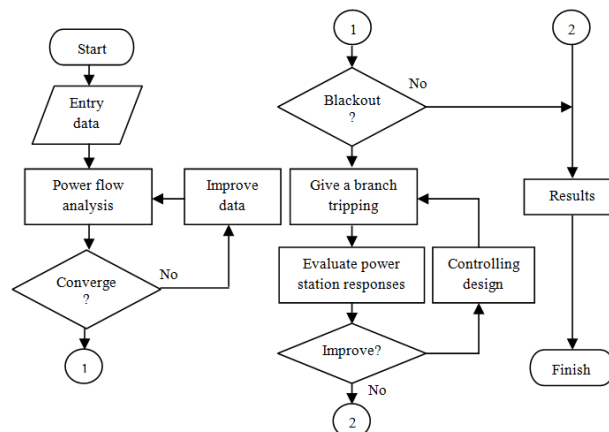 Start
Entry
data
Power flow
analysis
Improve
data
Converge
?
No
1
1
Blackout
?
No
Give a branch
tripping
Evaluate power
station responses
Controlling
design
Improve?
No
2
2
Results
Finish